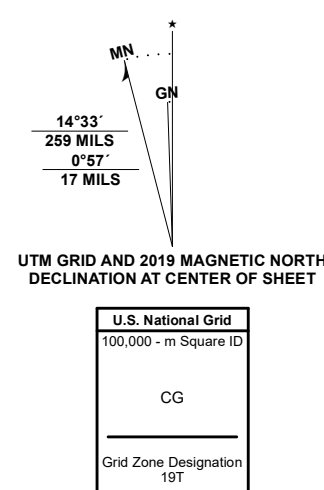 ★
MN
GN
14°33´
259 MILS
0°57´
17 MILS
UTM GRID AND 2019 MAGNETIC NORTH
DECLINATION AT CENTER OF SHEET
U.S. National Grid
100,000 - m Square ID
CG
Grid Zone Designation
19T